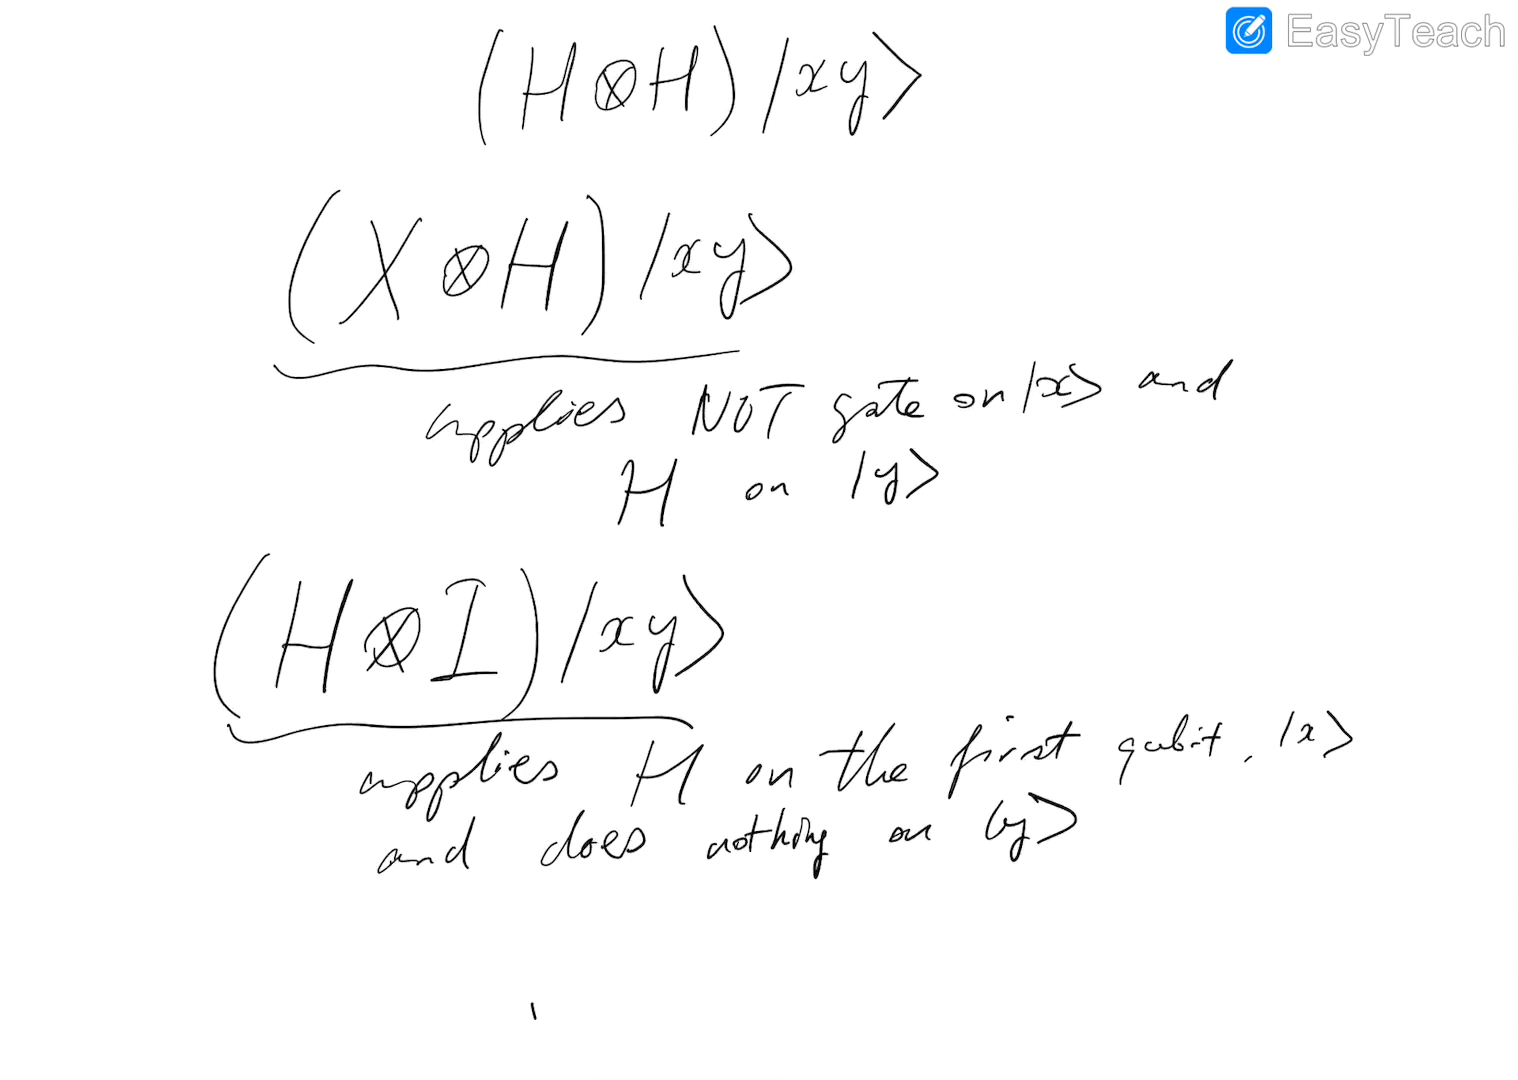 EasyTeach
(H⊗H)|xy>
(X⊗H)|xy>
applies NOT gate on |x> and
H on |y>
(H⊗I)|xy>
applies H on the first qubit, |x>
and does nothing on |y>